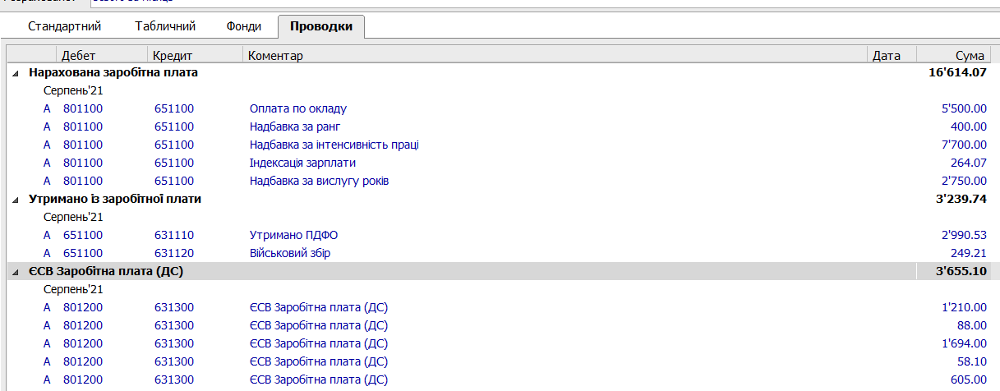 Стандартний Табличний Фонди Проводки
Дебет Кредит Коментар Дата Сума
Нарахована заробітна плата 16'614.07
Серпень'21
А 801100 651100 Оплата по окладу 5'500.00
А 801100 651100 Надбавка за ранг 400.00
А 801100 651100 Надбавка за інтенсивність праці 7'700.00
А 801100 651100 Індексація зарплати 264.07
А 801100 651100 Надбавка за вислугу років 2'750.00
Утримано із заробітної плати 3'239.74
Серпень'21
А 651100 631110 Утримано ПДФО 2'990.53
А 651100 631120 Військовий збір 249.21
ЄСВ Заробітна плата (ДС) 3'655.10
Серпень'21
А 801200 631300 ЄСВ Заробітна плата (ДС) 1'210.00
А 801200 631300 ЄСВ Заробітна плата (ДС) 88.00
А 801200 631300 ЄСВ Заробітна плата (ДС) 1'694.00
А 801200 631300 ЄСВ Заробітна плата (ДС) 58.10
А 801200 631300 ЄСВ Заробітна плата (ДС) 605.00